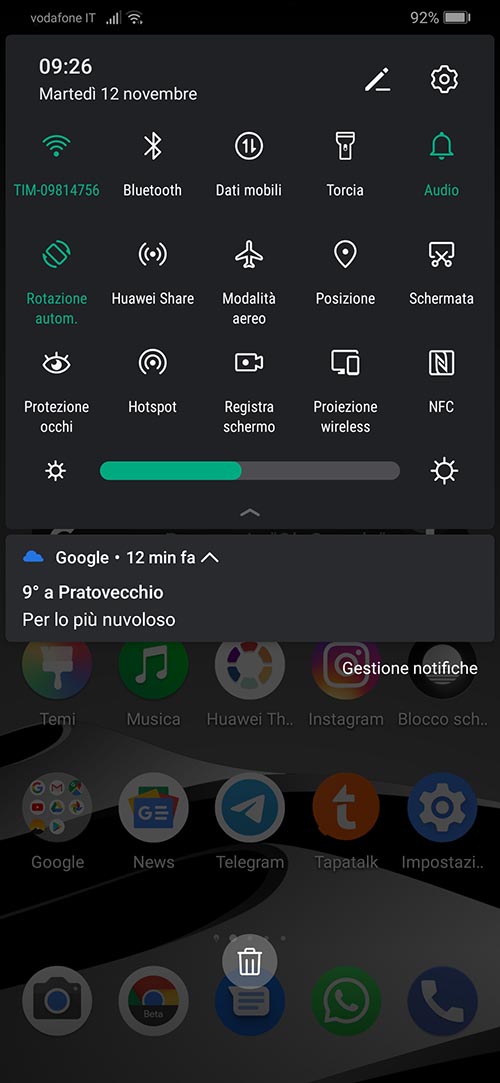 vodafone IT
92%
09:26
Martedì 12 novembre
TIM-09814756 Bluetooth Dati mobili Torcia Audio
Rotazione autom. Huawei Share Modalità aereo Posizione Schermata
Protezione occhi Hotspot Registra schermo Proiezione wireless NFC
Google • 12 min fa
9° a Pratovecchio
Per lo più nuvoloso
Gestione notifiche
Temi Musica Huawei Th.. Instagram Blocco sch..
Google News Telegram Tapatalk Impostazi..
Beta